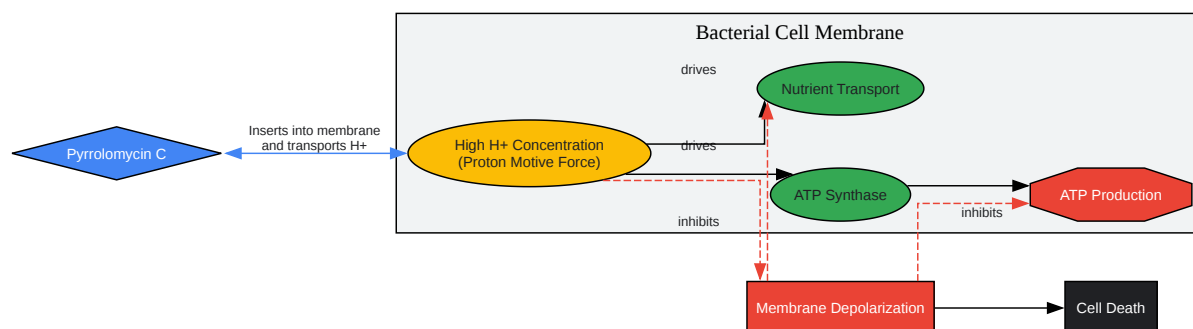 Bacterial Cell Membrane
drives
Nutrient Transport
Inserts into membrane
and transports H+
Pyrrolomycin C
High H+ Concentration
(Proton Motive Force)
drives
ATP Synthase
ATP Production
inhibits
inhibits
Membrane Depolarization
Cell Death